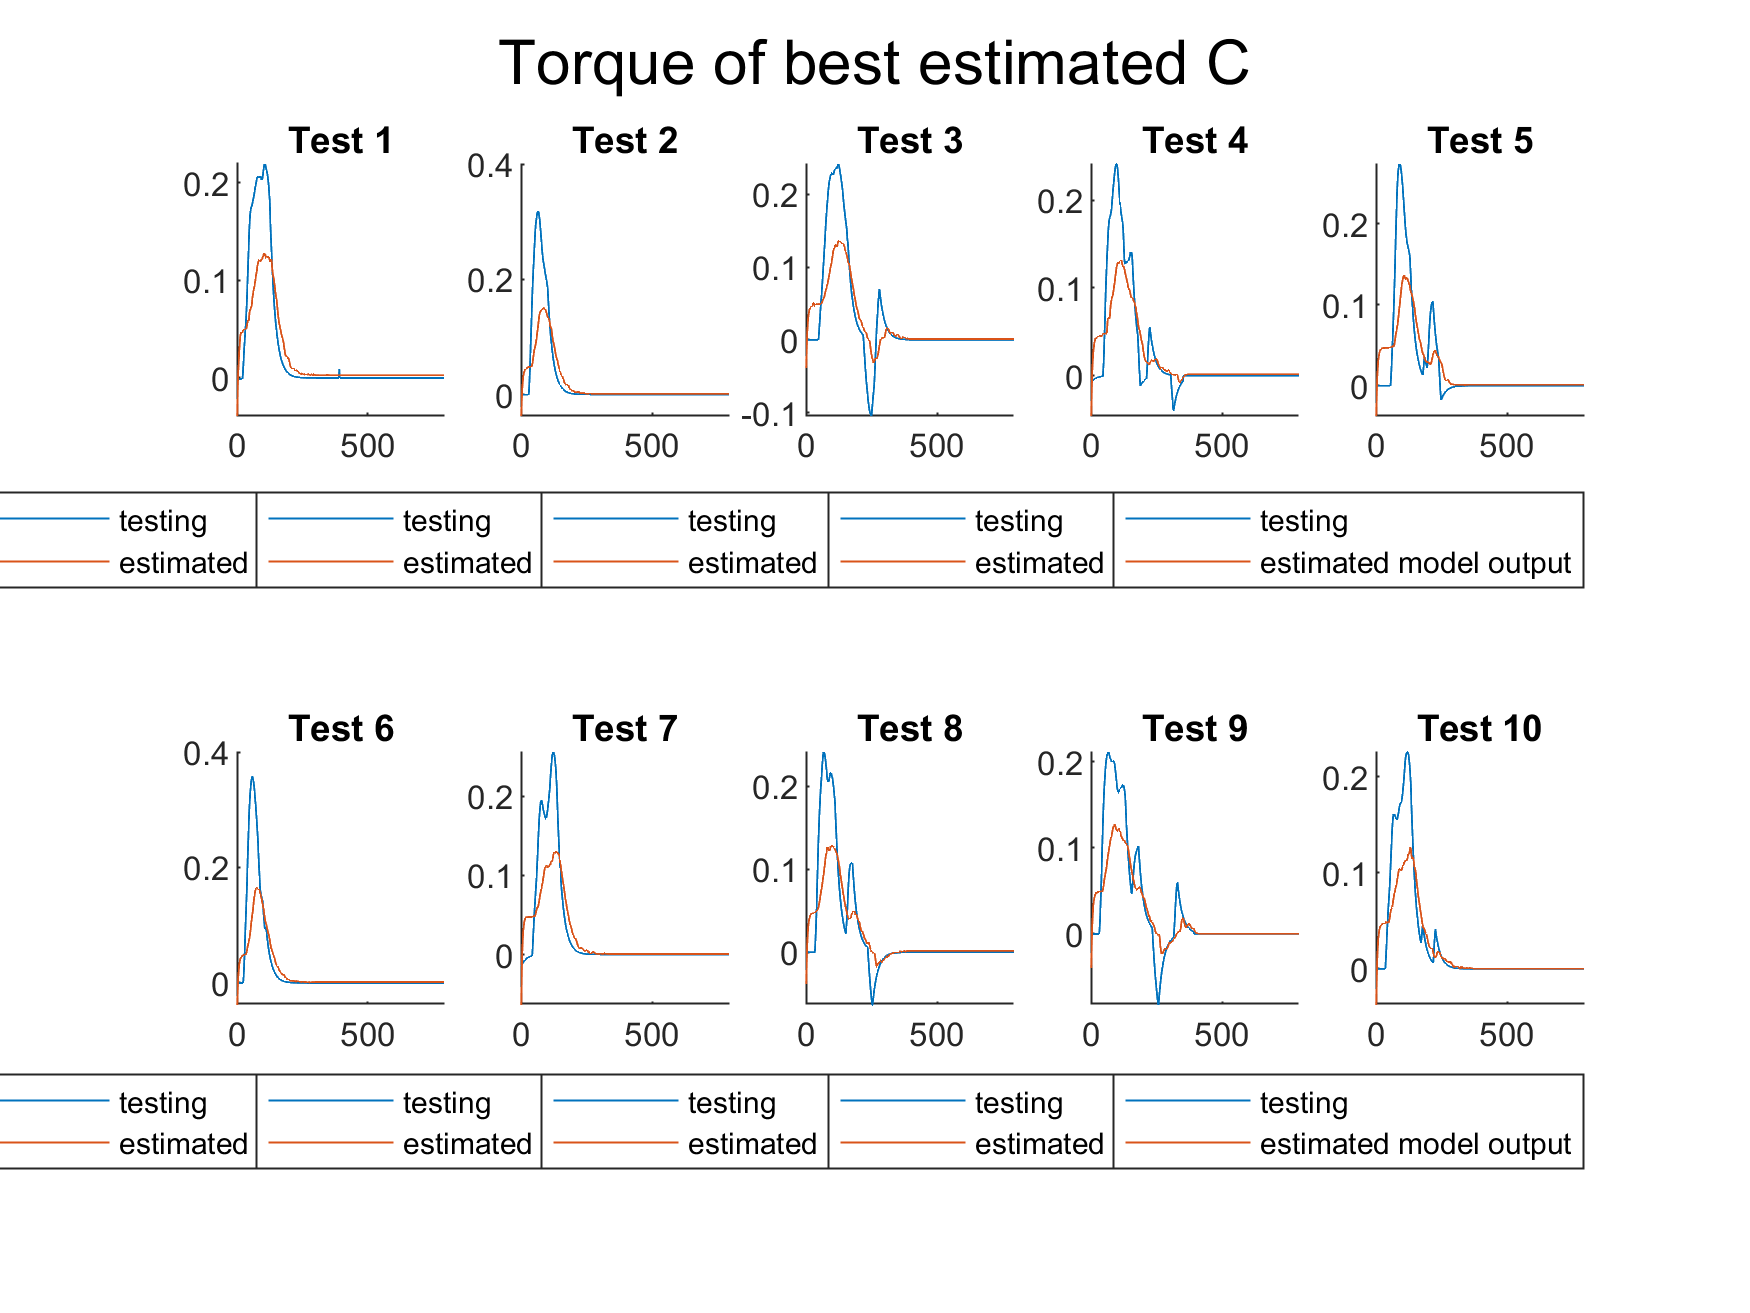 Torque of best estimated C
Test 1 Test 2 Test 3 Test 4 Test 5
0.2 0.1 0 0 500
0.4 0.2 0 0 500
0.2 0.1 0 -0.1 0 500
0.2 0.1 0 0 500
0.2 0.1 0 0 500
testing testing testing testing testing
estimated estimated estimated estimated estimated model output
Test 6 Test 7 Test 8 Test 9 Test 10
0.4 0.2 0 0 500
0.2 0.1 0 0 500
0.2 0.1 0 0 500
0.2 0.1 0 0 500
0.2 0.1 0 0 500
testing testing testing testing testing
estimated estimated estimated estimated estimated model output